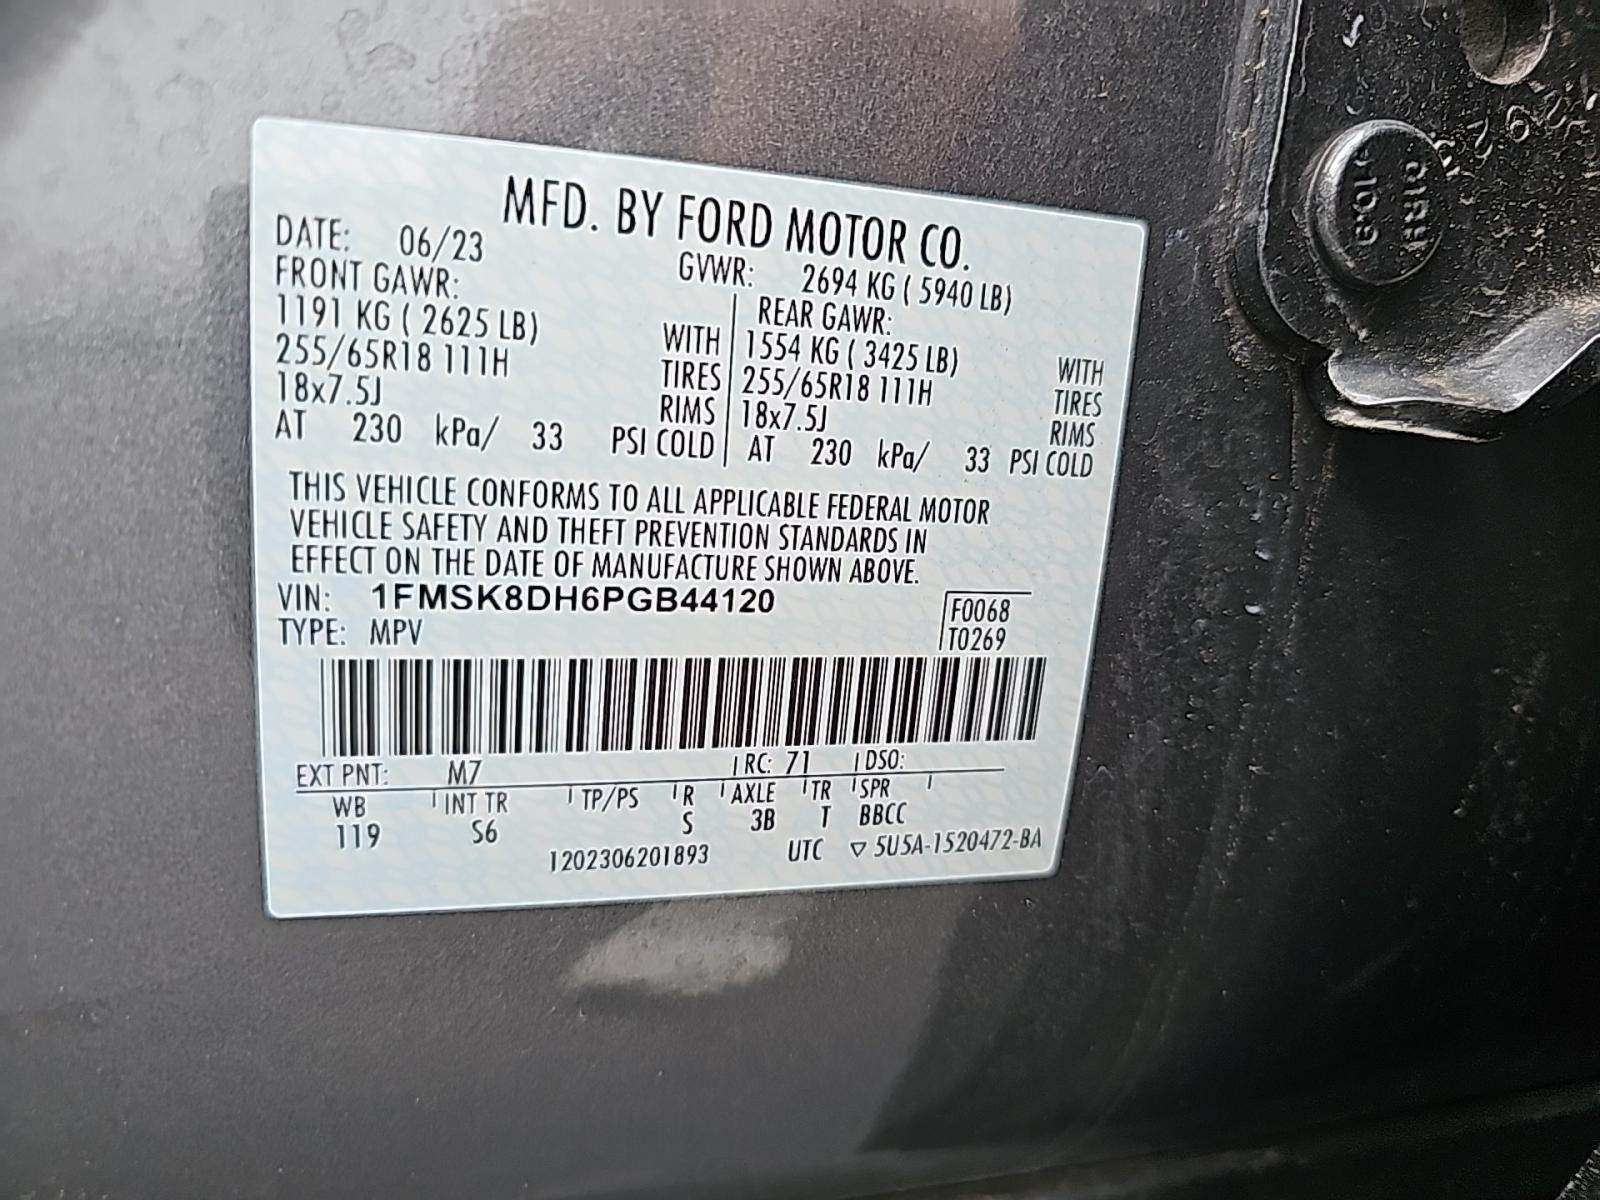 MFD. BY FORD MOTOR CO.
DATE: 06/23 GVWR: 2694 KG ( 5940 LB)
FRONT GAWR: REAR GAWR:
1191 KG ( 2625 LB) WITH 1554 KG ( 3425 LB) WITH
255/65R18 111H TIRES 255/65R18 111H TIRES
18x7.5J RIMS 18x7.5J RIMS
AT 230 kPa/ 33 PSI COLD AT 230 kPa/ 33 PSI COLD
THIS VEHICLE CONFORMS TO ALL APPLICABLE FEDERAL MOTOR
VEHICLE SAFETY AND THEFT PREVENTION STANDARDS IN
EFFECT ON THE DATE OF MANUFACTURE SHOWN ABOVE.
VIN: 1FMSK8DH6PGB44120 F0068
TYPE: MPV T0269
EXT PNT: M7 RC: 71 DSO:
WB INT TR TP/PS R AXLE TR SPR
119 S6 S 3B T BBCC
1202306201893 UTC ▽ 5U5A-1520472-BA